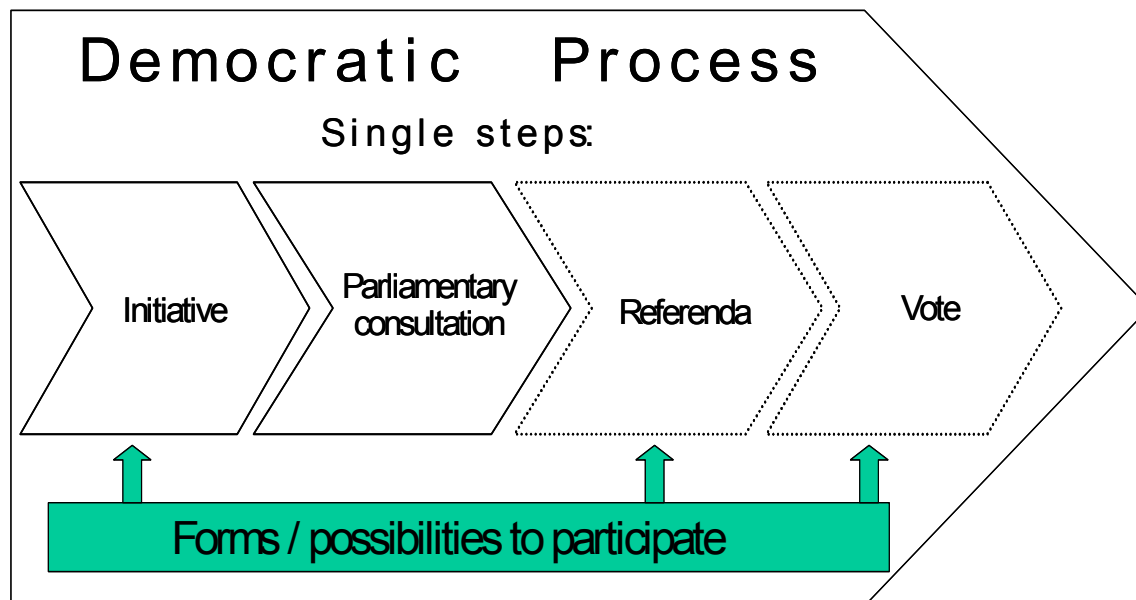 Democratic Process
Single steps:
Initiative
Parliamentary
consultation
Referenda
Vote
Forms / possibilities to participate